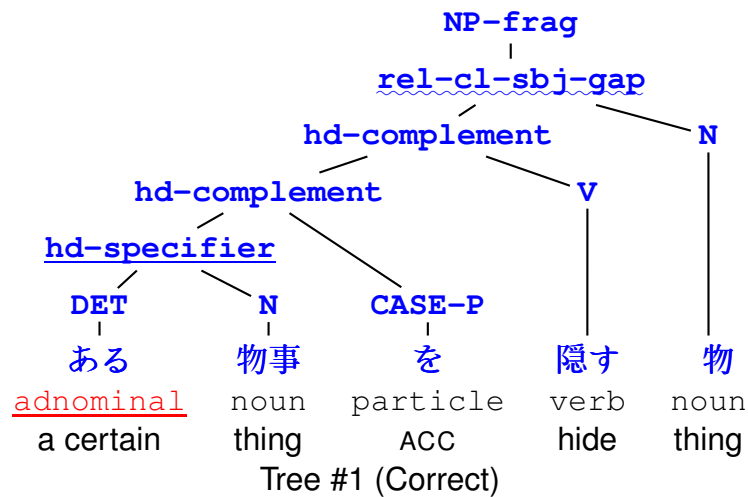 NP-frag
rel-cl-sbj-gap
hd-complement N
hd-complement V
hd-specifier
DET N CASE-P
ある 物事 を 隠す 物
adnominal noun particle verb noun
a certain thing ACC hide thing
Tree #1 (Correct)